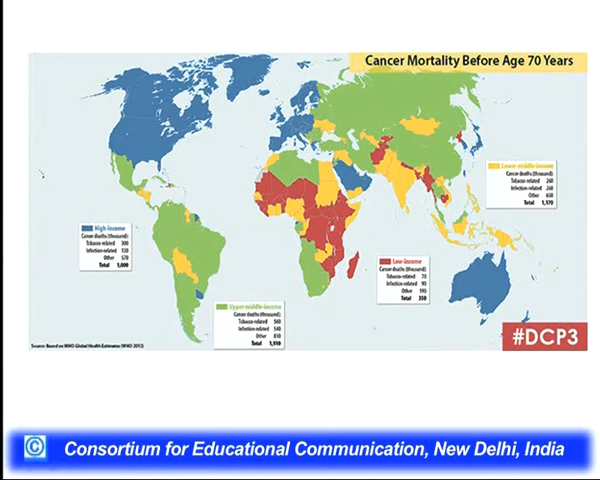 Cancer Mortality Before Age 70 Years
Lower-middle-income
Cancer deaths (thousand)
Tobacco-related 260
Infection-related 260
Other 650
Total 1,170
High-income
Cancer deaths (thousand)
Tobacco-related 300
Infection-related 130
Other 570
Total 1,000
Low-income
Cancer deaths (thousand)
Tobacco-related 70
Infection-related 90
Other 190
Total 350
Upper-middle-income
Cancer deaths (thousand)
Tobacco-related 560
Infection-related 540
Other 810
Total 1,910
#DCP3
Source: Based on WHO Global Health Estimates (WHO 2012)
© Consortium for Educational Communication, New Delhi, India